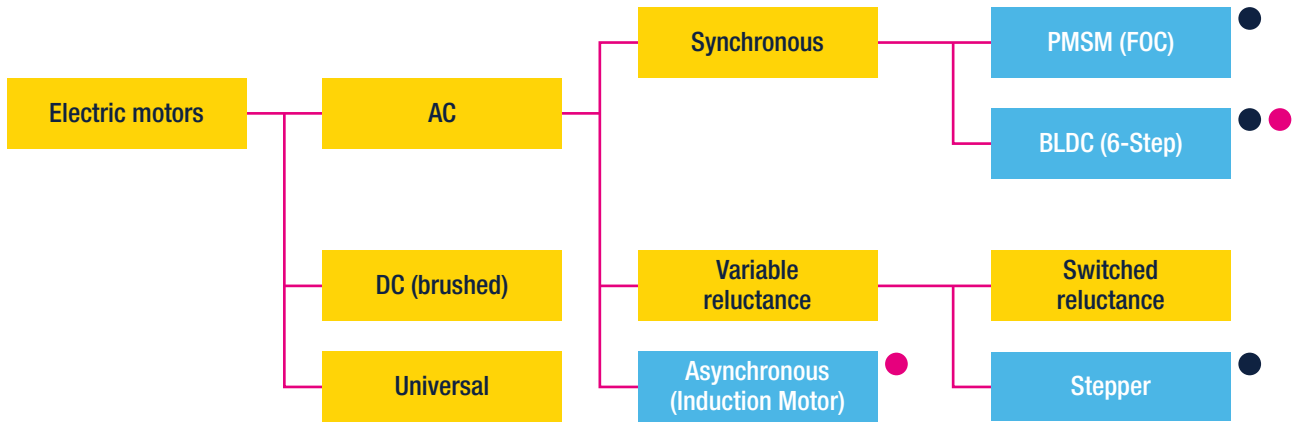 Electric motors
AC
DC (brushed)
Universal
Synchronous
Variable
reluctance
Asynchronous
(Induction Motor)
PMSM (FOC)
BLDC (6-Step)
Switched
reluctance
Stepper